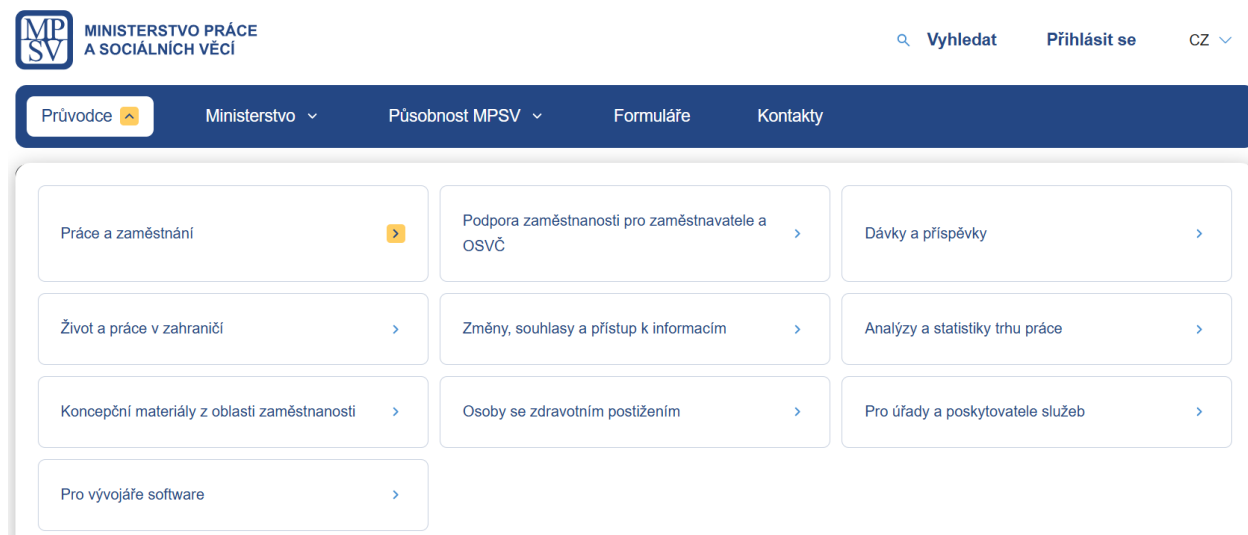 MP
SV
MINISTERSTVO PRÁCE
A SOCIÁLNÍCH VĚCÍ
Vyhledat
Přihlásit se
CZ
Průvodce
Ministerstvo
Působnost MPSV
Formuláře
Kontakty
Práce a zaměstnání
Podpora zaměstnanosti pro zaměstnavatele a
OSVČ
Dávky a příspěvky
Život a práce v zahraničí
Změny, souhlasy a přístup k informacím
Analýzy a statistiky trhu práce
Koncepční materiály z oblasti zaměstnanosti
Osoby se zdravotním postižením
Pro úřady a poskytovatele služeb
Pro vývojáře software